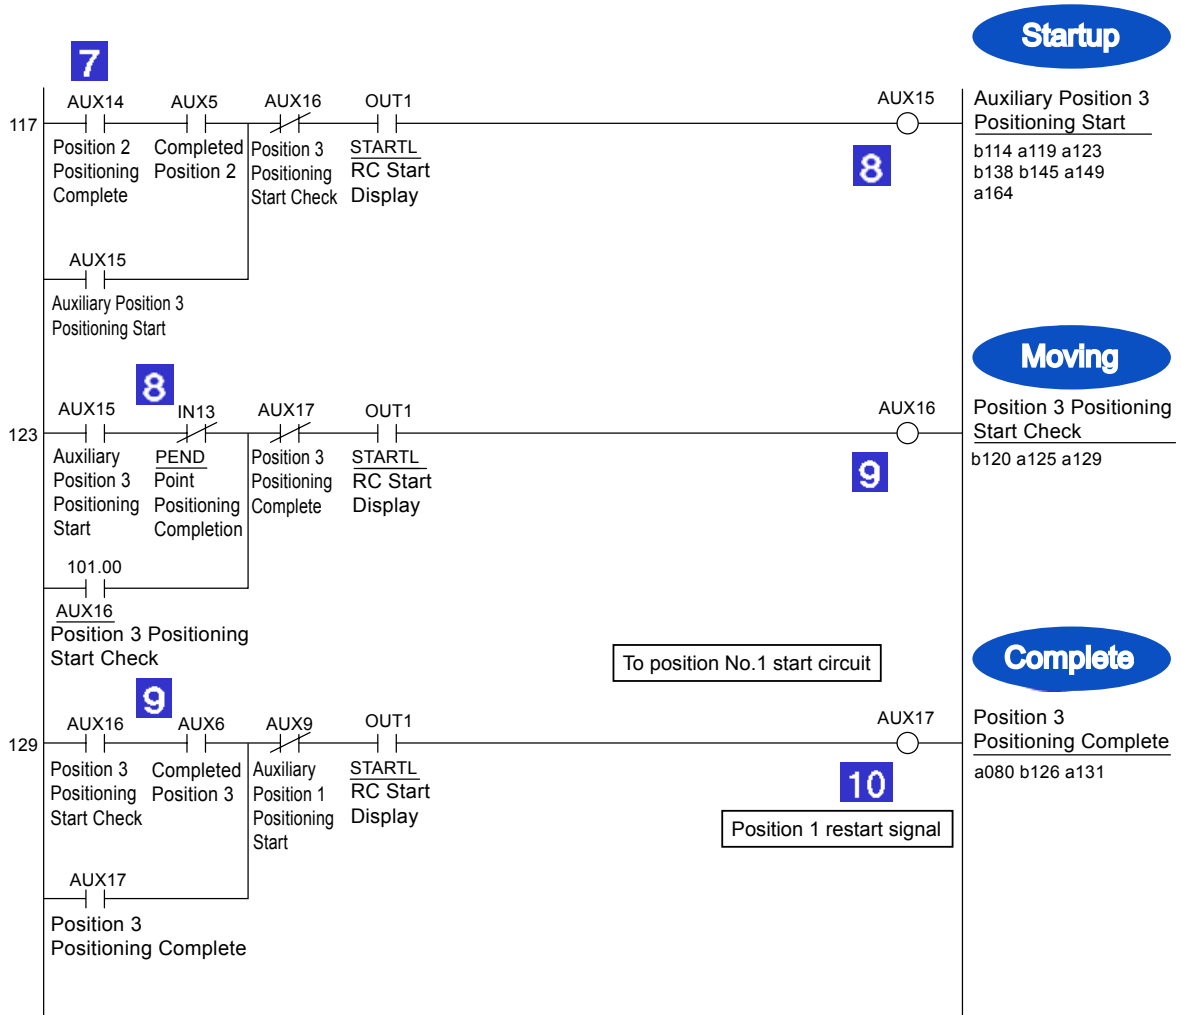 Startup
7
AUX14 AUX5 AUX16 OUT1 AUX15
117
Position 2 Positioning Complete
Completed Position 2
Position 3 Positioning Start Check
STARTL
RC Start Display
8
Auxiliary Position 3
Positioning Start
b114 a119 a123
b138 b145 a149
a164
AUX15
Auxiliary Position 3
Positioning Start
Moving
8
AUX15 IN13 AUX17 OUT1 AUX16
123
Auxiliary Position 3 Positioning Start
PEND
Point Positioning Completion
Position 3 Positioning Complete
STARTL
RC Start Display
9
Position 3 Positioning
Start Check
b120 a125 a129
101.00
AUX16
Position 3 Positioning
Start Check
To position No.1 start circuit
Complete
9
AUX16 AUX6 AUX9 OUT1 AUX17
129
Position 3 Positioning Start Check
Completed Position 3
Auxiliary Position 1 Positioning Start
STARTL
RC Start Display
10
Position 3
Positioning Complete
a080 b126 a131
Position 1 restart signal
AUX17
Position 3
Positioning Complete